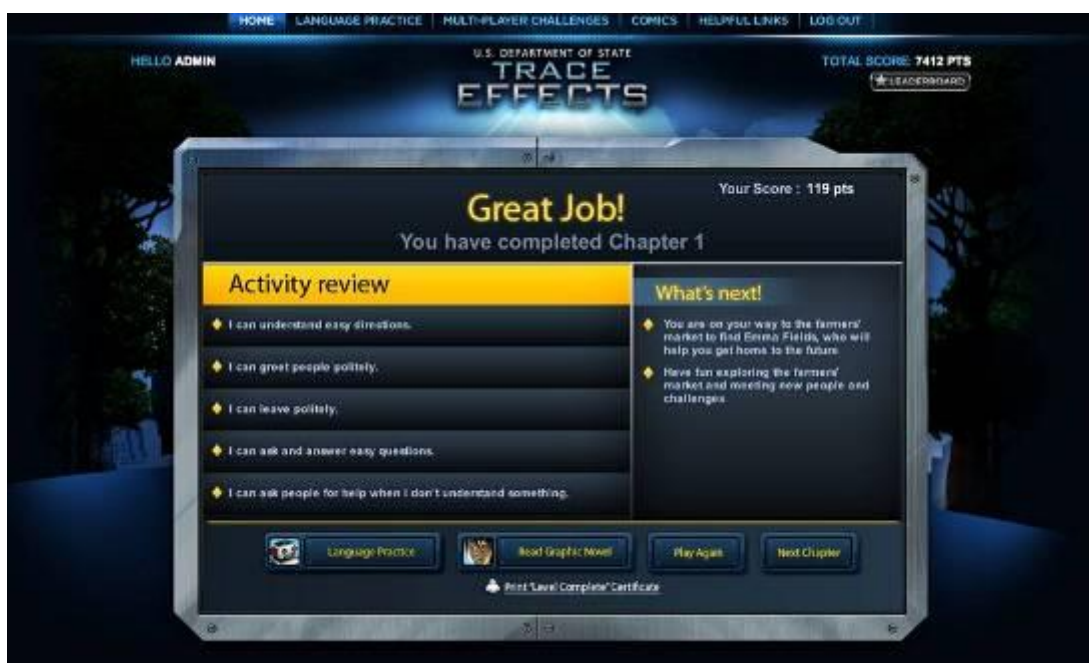 HOME LANGUAGE PRACTICE MULTI-PLAYER CHALLENGES COMICS HELPFUL LINKS LOG OUT
HELLO ADMIN
U.S. DEPARTMENT OF STATE
TRACE
EFFECTS
TOTAL SCORE: 7412 PTS
LEADERBOARD
Your Score : 119 pts
Great Job!
You have completed Chapter 1
Activity review
I can understand easy directions.
I can greet people politely.
I can leave politely.
I can ask and answer easy questions.
I can ask people for help when I don't understand something.
What's next!
You are on your way to the farmers'
market to find Emma Fields, who will
help you get home to the future
Have fun exploring the farmers'
market and meeting new people and
challenges
Language Practice
Read Graphic Novel
Play Again
Next Chapter
Print "Level Complete" Certificate